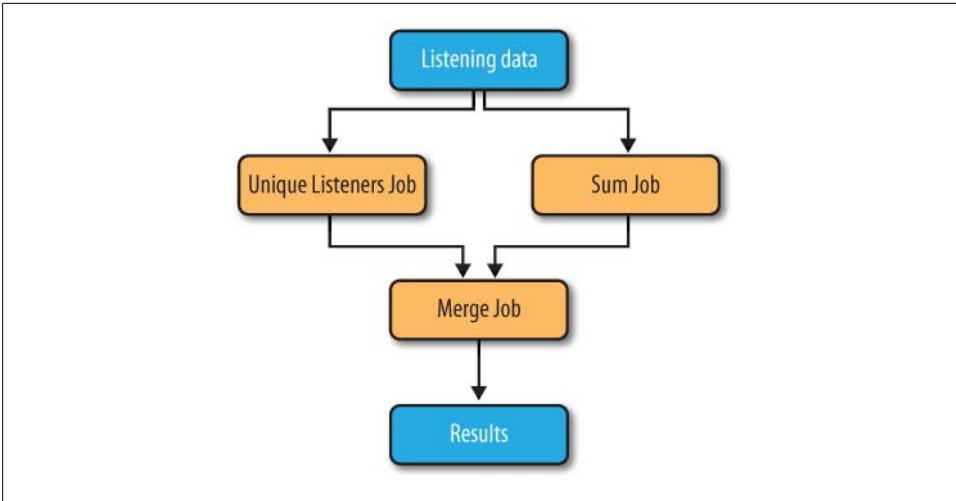 Listening data
Unique Listeners Job
Sum Job
Merge Job
Results